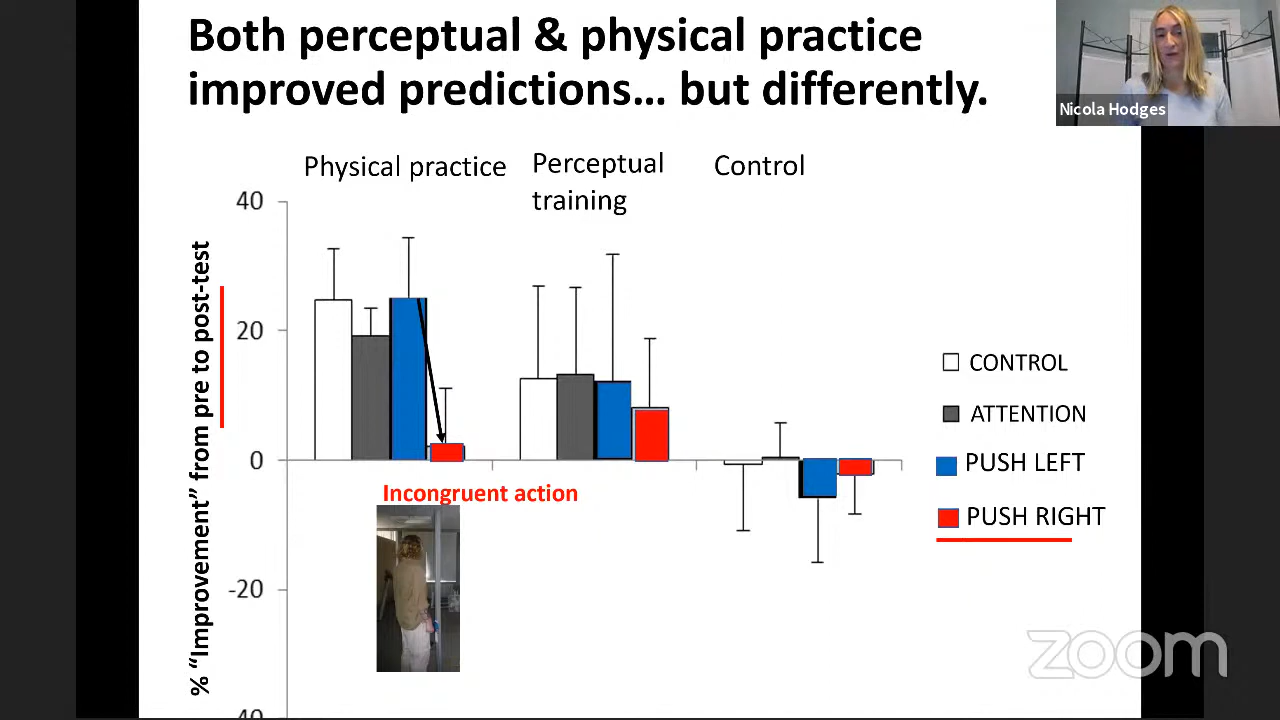 Both perceptual & physical practice
improved predictions... but differently.
Nicola Hodges
Physical practice
Perceptual
training
Control
% “Improvement” from pre to post-test
40
20
0
-20
40
CONTROL
ATTENTION
PUSH LEFT
PUSH RIGHT
Incongruent action
zoom